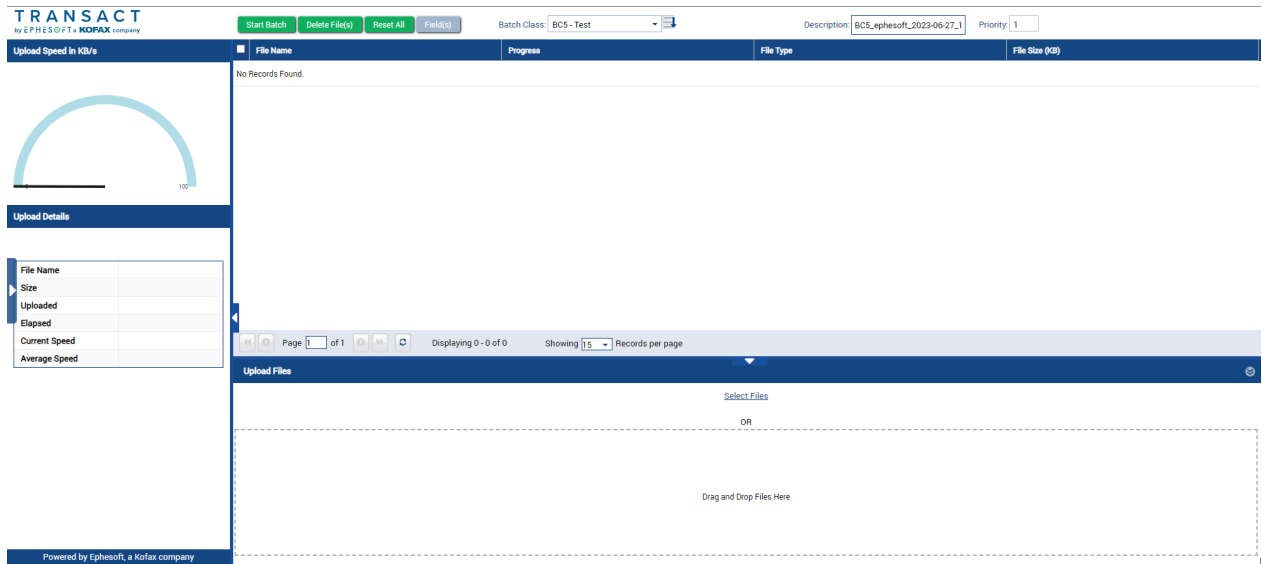 TRANSACT
by EPHESOFT a KOFAX company
Start Batch Delete File(s) Reset All Field(s) Batch Class: BC5 - Test Description: BC5_ephesoft_2023-06-27_1 Priority: 1
Upload Speed in KB/s
File Name Progress File Type File Size (KB)
No Records Found.
0 100
Upload Details
File Name
Size
Uploaded
Elapsed
Current Speed
Average Speed
Page 1 of 1 Displaying 0 - 0 of 0 Showing 15 Records per page
Upload Files
Select Files
OR
Drag and Drop Files Here
Powered by Ephesoft, a Kofax company